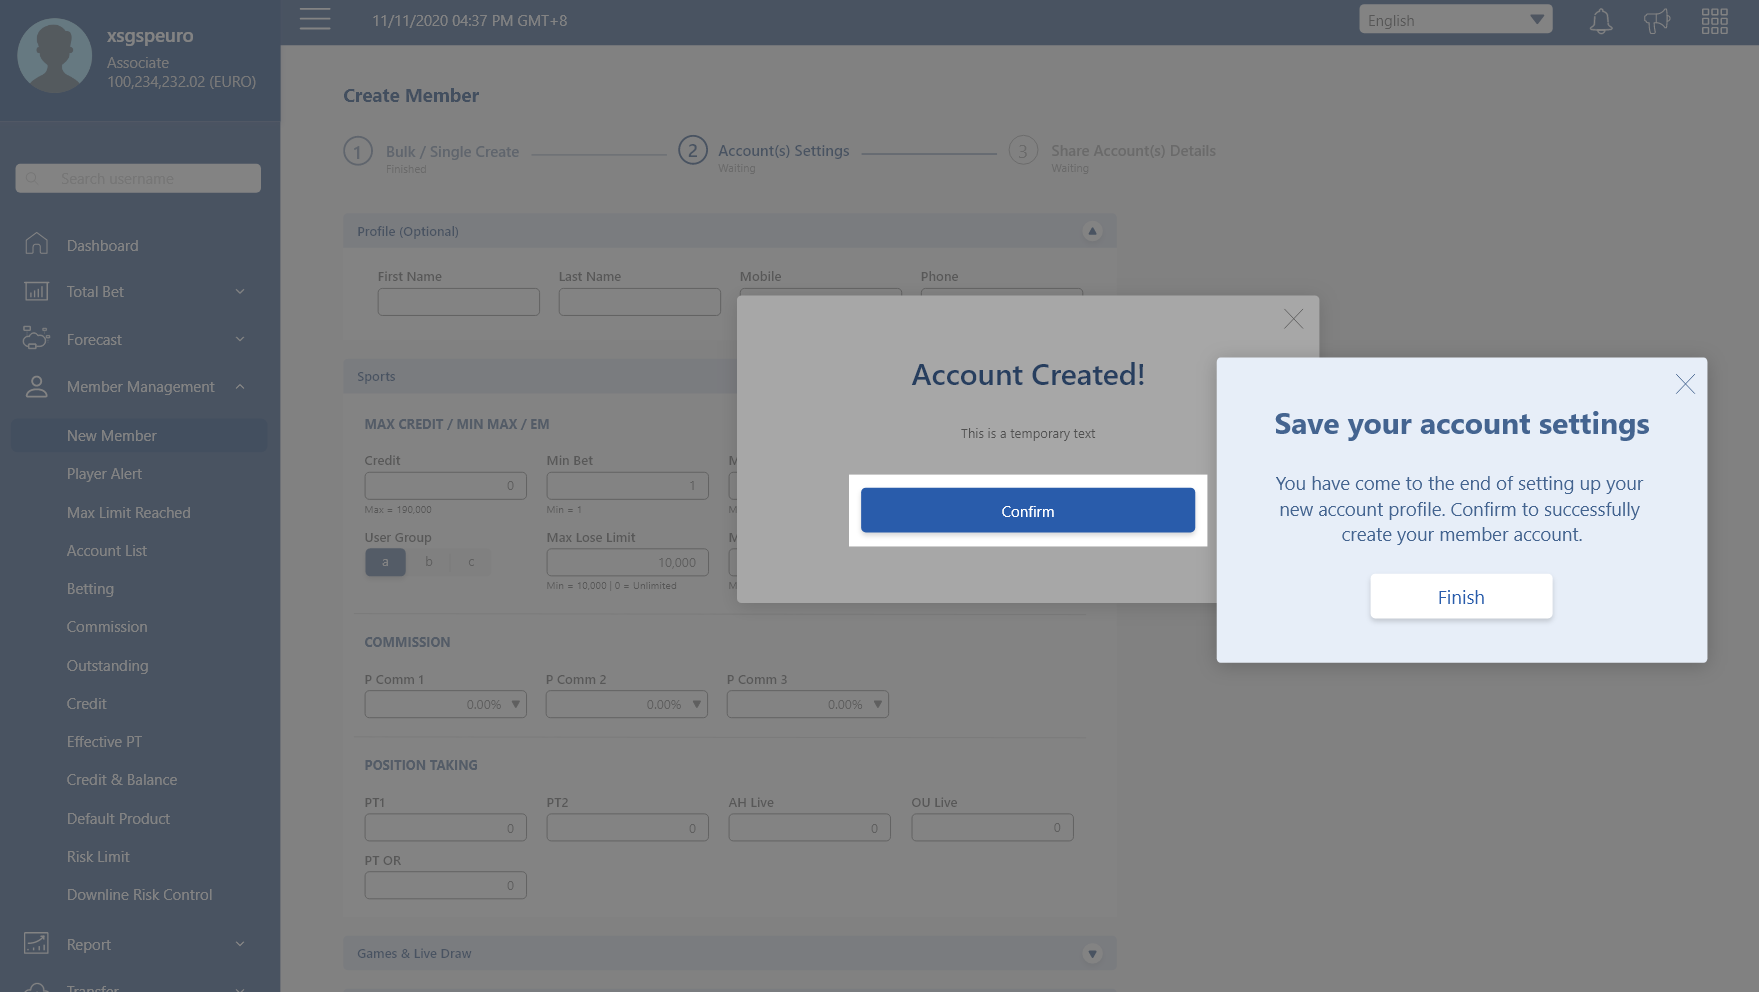 xsgspeuro
Associate
100,234,232.02 (EURO)
11/11/2020 04:37 PM GMT+8
English
Search username
Dashboard
Total Bet
Forecast
Member Management
New Member
Player Alert
Max Limit Reached
Account List
Betting
Commission
Outstanding
Credit
Effective PT
Credit & Balance
Default Product
Risk Limit
Downline Risk Control
Report
Transfer
Create Member
1 Bulk / Single Create
Finished
2 Account(s) Settings
Waiting
3 Share Account(s) Details
Waiting
Profile (Optional)
First Name Last Name Mobile Phone
Sports
MAX CREDIT / MIN MAX / EM
Credit Min Bet M
0 1
Max = 190,000 Min = 1 M
User Group Max Lose Limit M
a b c 10,000
Min = 10,000 | 0 = Unlimited M
COMMISSION
P Comm 1 P Comm 2 P Comm 3
0.00% 0.00% 0.00%
POSITION TAKING
PT1 PT2 AH Live OU Live
0 0 0 0
PT OR
0
Games & Live Draw
Account Created!
This is a temporary text
Confirm
Save your account settings
You have come to the end of setting up your
new account profile. Confirm to successfully
create your member account.
Finish